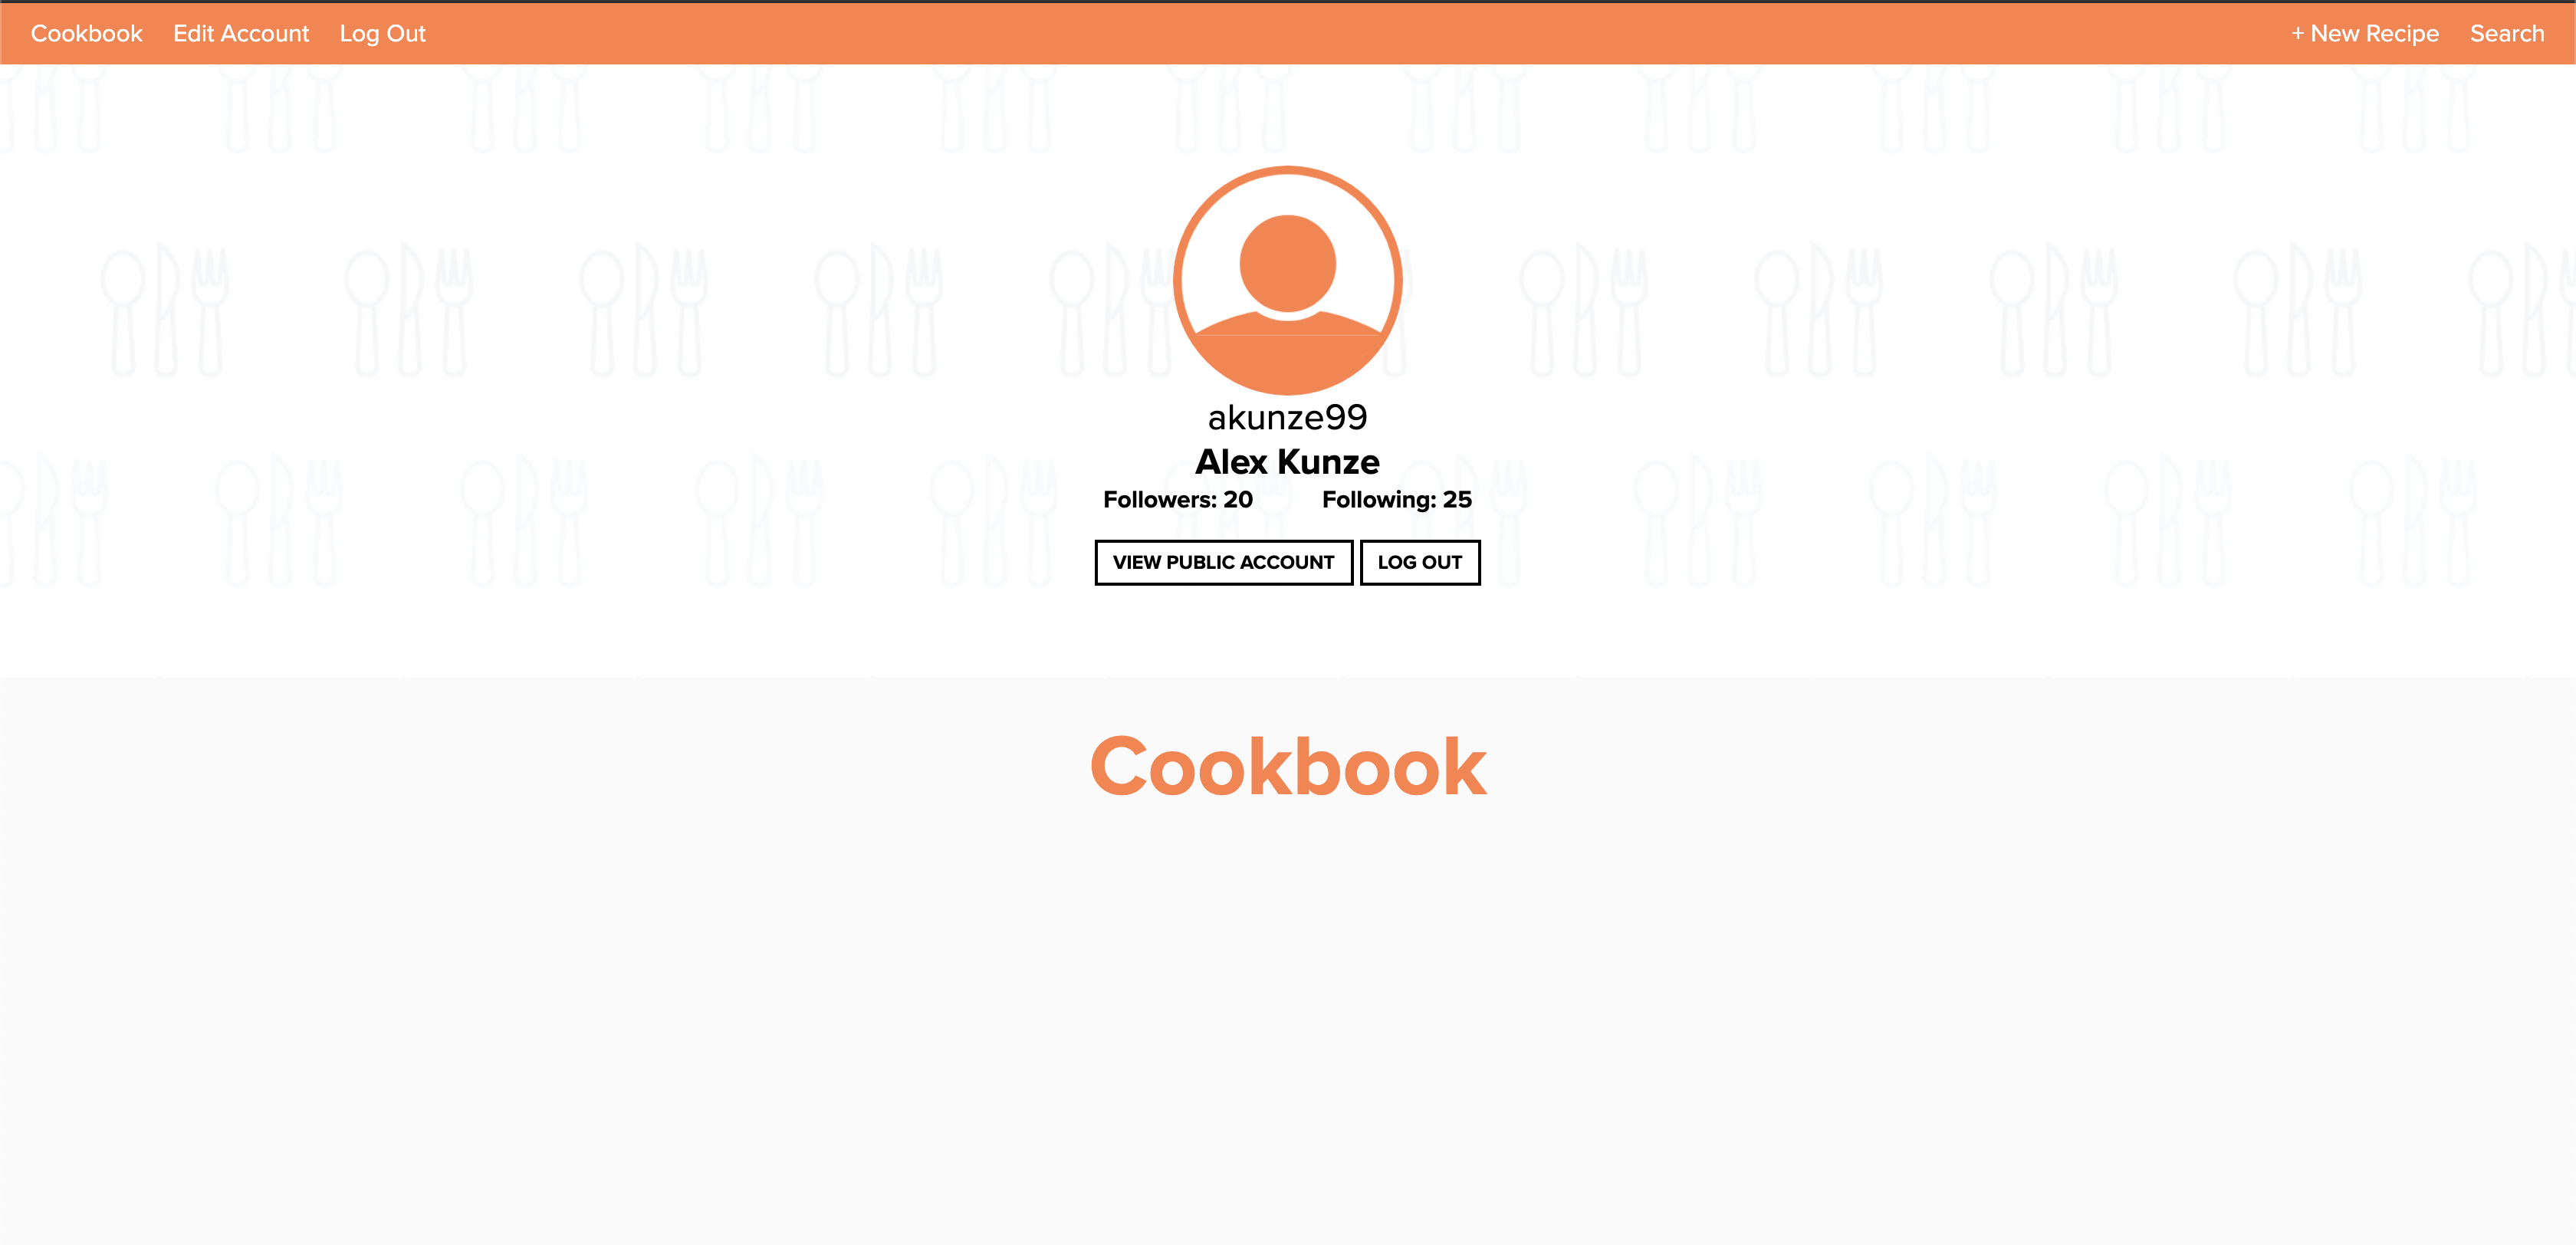 Cookbook Edit Account Log Out + New Recipe Search
akunze99
Alex Kunze
Followers: 20 Following: 25
VIEW PUBLIC ACCOUNT LOG OUT
Cookbook